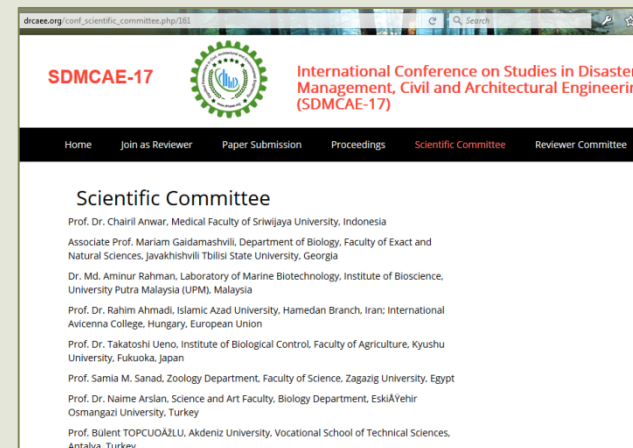 drcaee.org/conf_scientific_committee.php/161
Search
SDMCAE-17
International Conference on Studies in Disaster
Management, Civil and Architectural Engineerin
(SDMCAE-17)
Home Join as Reviewer Paper Submission Proceedings Scientific Committee Reviewer Committee
Scientific Committee
Prof. Dr. Chairil Anwar, Medical Faculty of Sriwijaya University, Indonesia
Associate Prof. Mariam Gaidamashvili, Department of Biology, Faculty of Exact and
Natural Sciences, Javakhishvili Tbilisi State University, Georgia
Dr. Md. Aminur Rahman, Laboratory of Marine Biotechnology, Institute of Bioscience,
University Putra Malaysia (UPM), Malaysia
Prof. Dr. Rahim Ahmadi, Islamic Azad University, Hamedan Branch, Iran; International
Avicenna College, Hungary, European Union
Prof. Dr. Takatoshi Ueno, Institute of Biological Control, Faculty of Agriculture, Kyushu
University, Fukuoka, Japan
Prof. Samia M. Sanad, Zoology Department, Faculty of Science, Zagazig University, Egypt
Prof. Dr. Naime Arslan, Science and Art Faculty, Biology Department, EskiÅŸehir
Osmangazi University, Turkey
Prof. Bülent TOPCUOÄžLU, Akdeniz University, Vocational School of Technical Sciences,
Antalya, Turkey